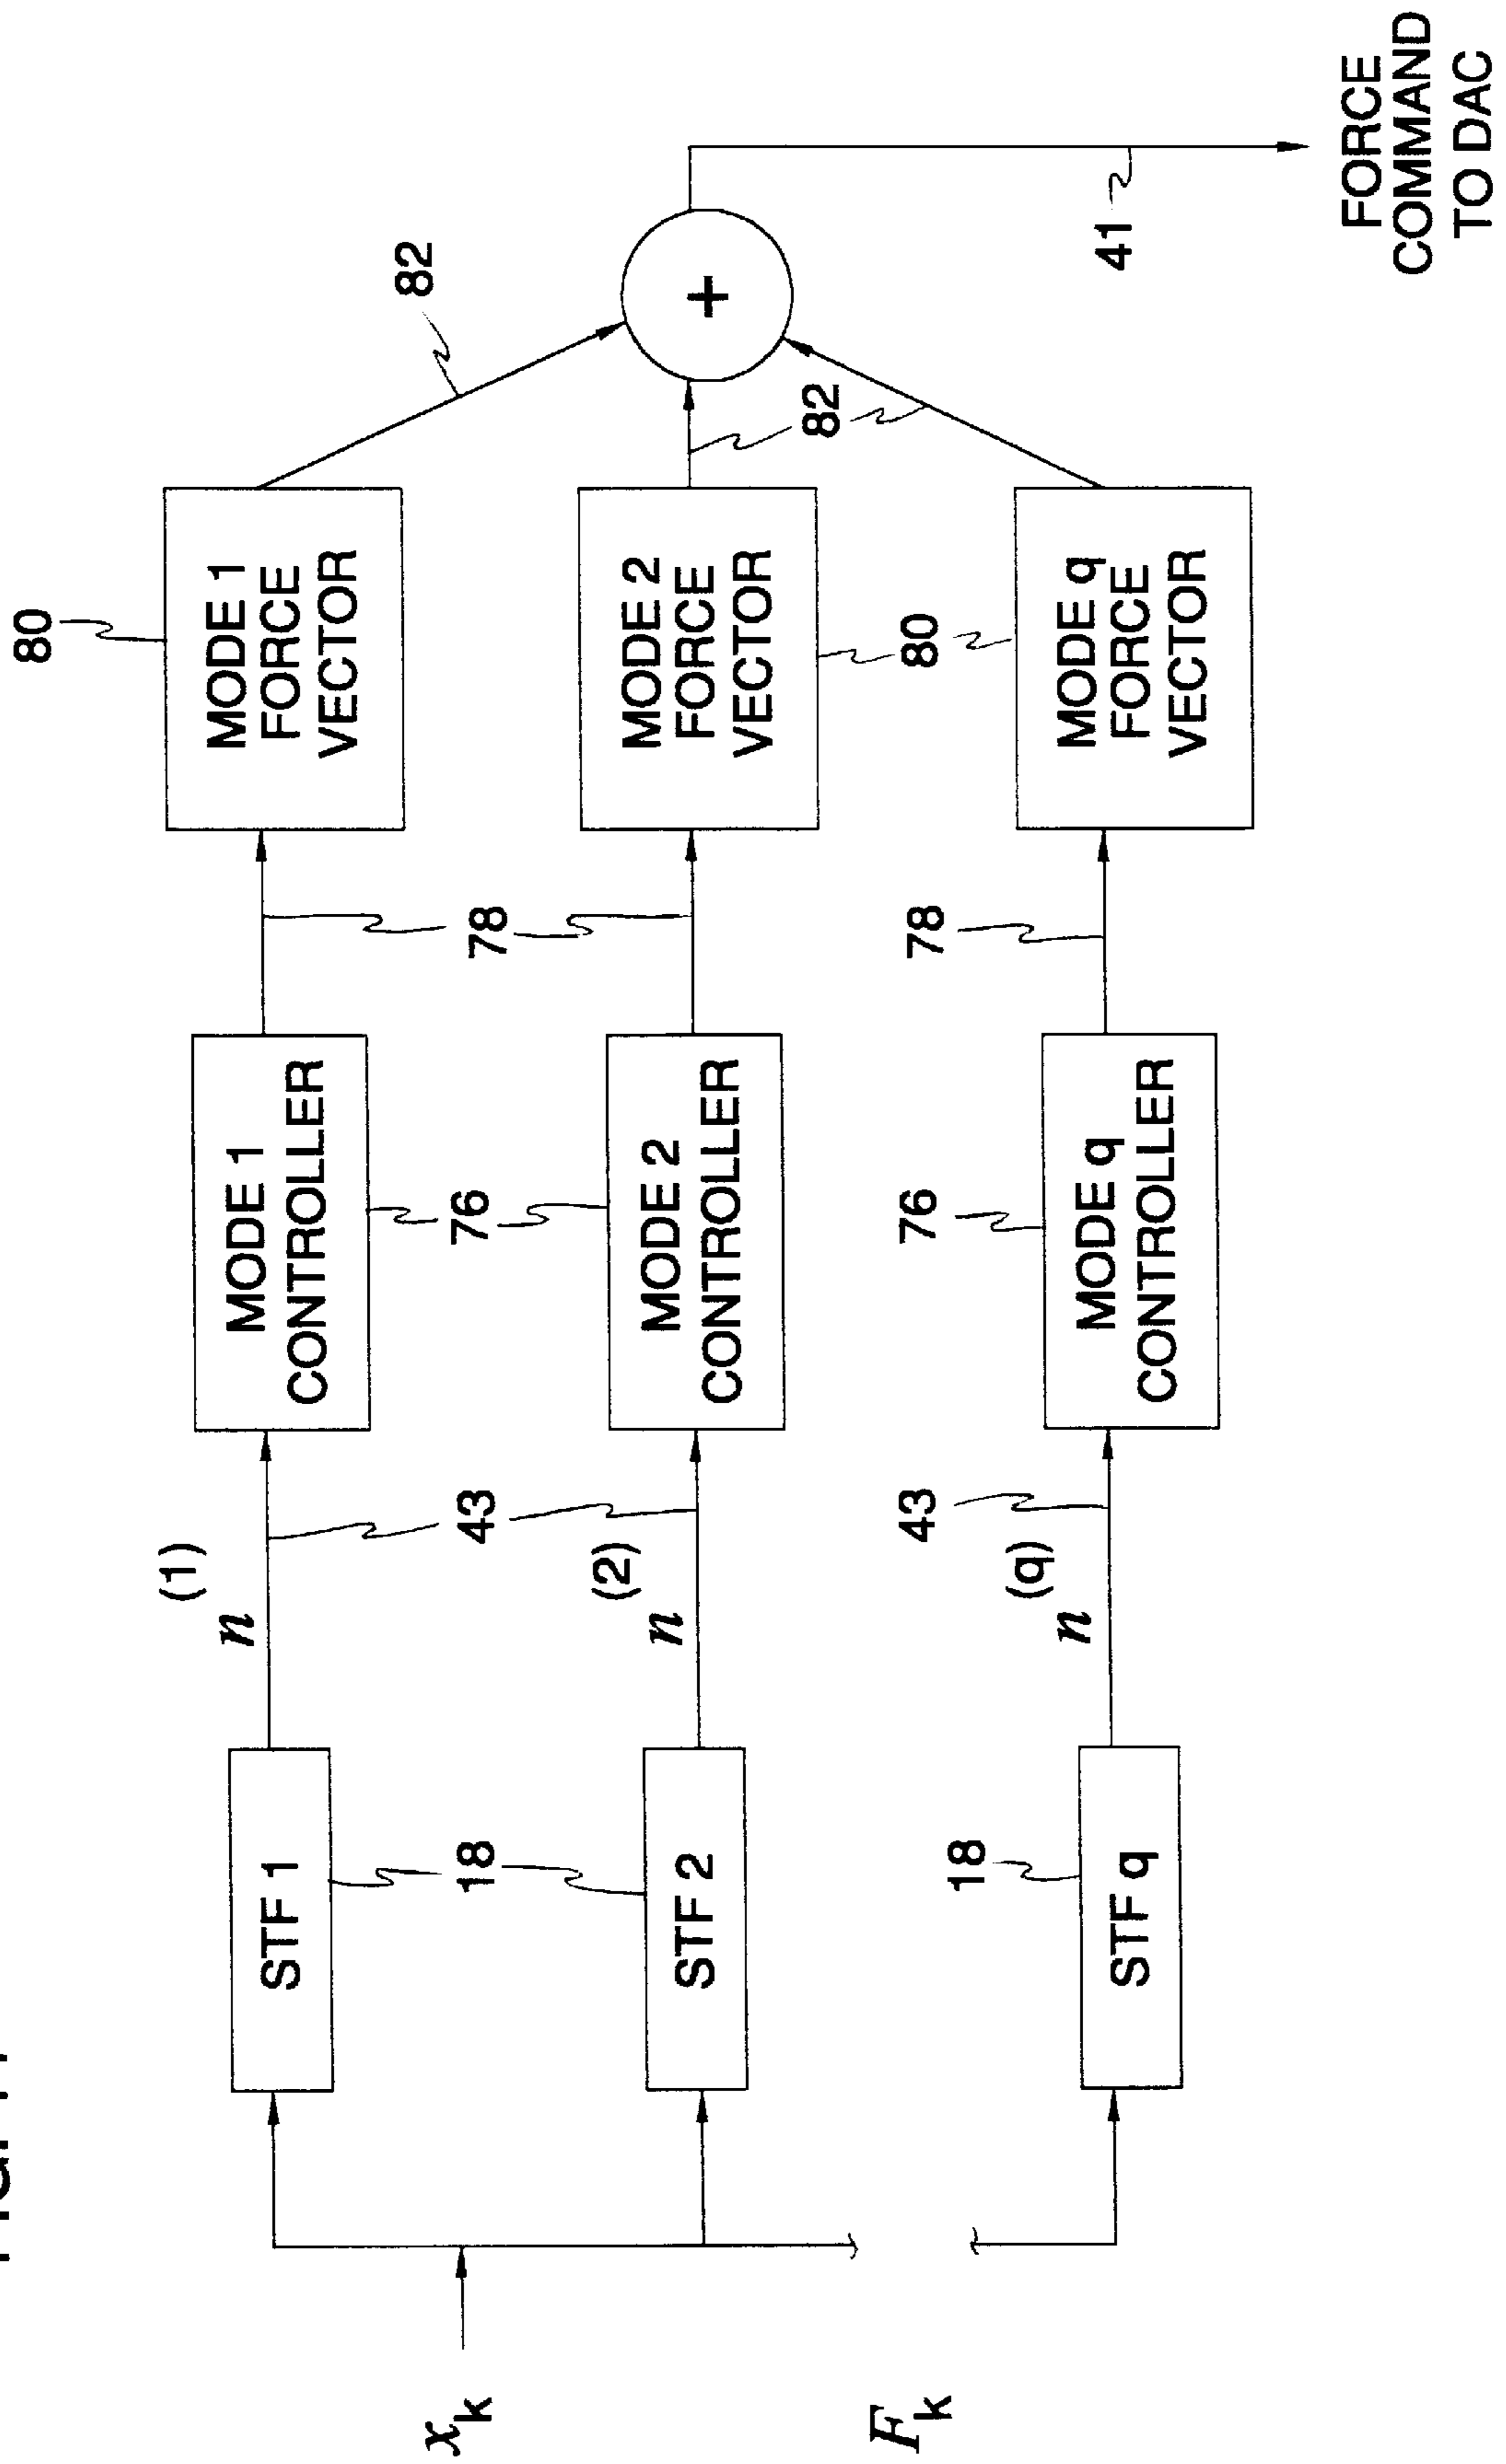 80
82
MODE 1
FORCE
VECTOR
78
MODE 1
CONTROLLER
76
43
n (1)
STF 1
18
x k
+
82
MODE 2
FORCE
VECTOR
80
MODE 2
CONTROLLER
n (2)
STF 2
MODE q
FORCE
VECTOR
78
MODE q
CONTROLLER
76
43
n (q)
STF q
18
F k
41
FORCE
COMMAND
TO DAC